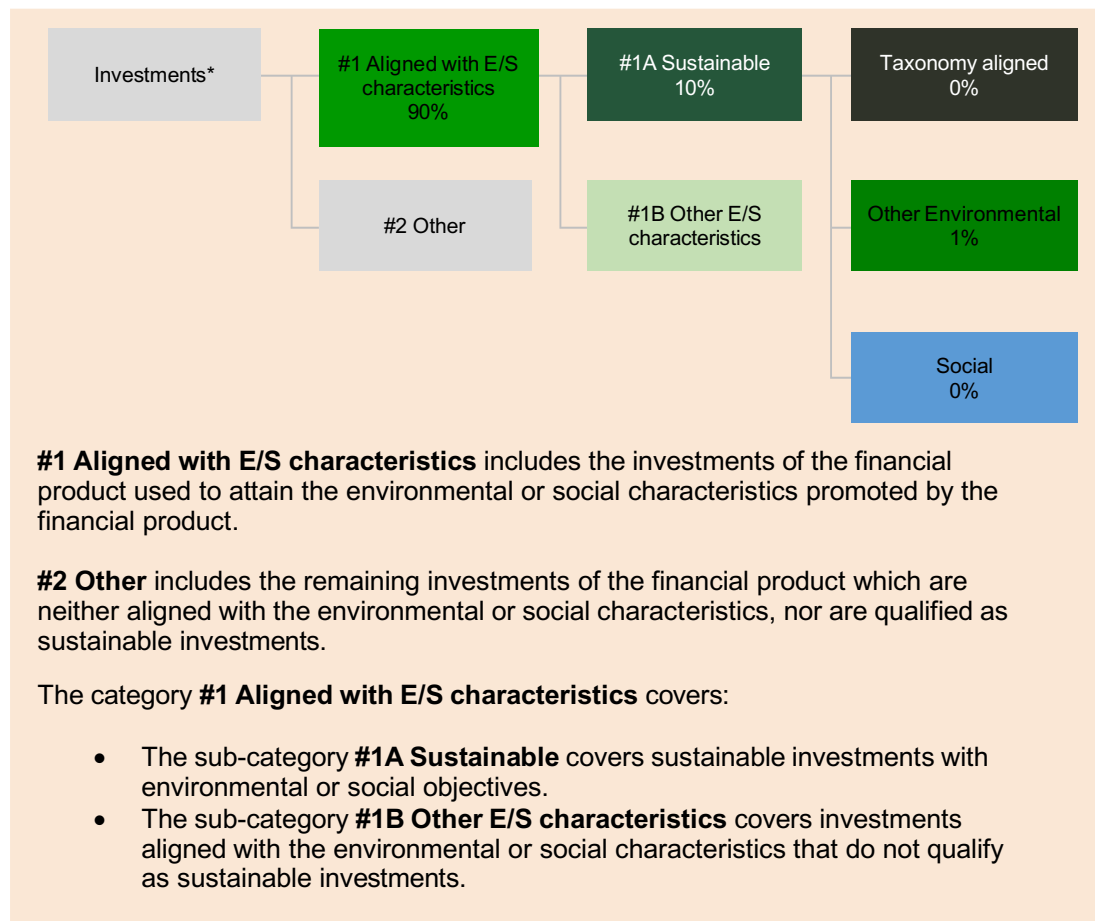 Investments*
#1 Aligned with E/S
characteristics
90%
#1A Sustainable
10%
Taxonomy aligned
0%
#2 Other
#1B Other E/S
characteristics
Other Environmental
1%
Social
0%
#1 Aligned with E/S characteristics includes the investments of the financial
product used to attain the environmental or social characteristics promoted by the
financial product.
#2 Other includes the remaining investments of the financial product which are
neither aligned with the environmental or social characteristics, nor are qualified as
sustainable investments.
The category #1 Aligned with E/S characteristics covers:
• The sub-category #1A Sustainable covers sustainable investments with
environmental or social objectives.
• The sub-category #1B Other E/S characteristics covers investments
aligned with the environmental or social characteristics that do not qualify
as sustainable investments.